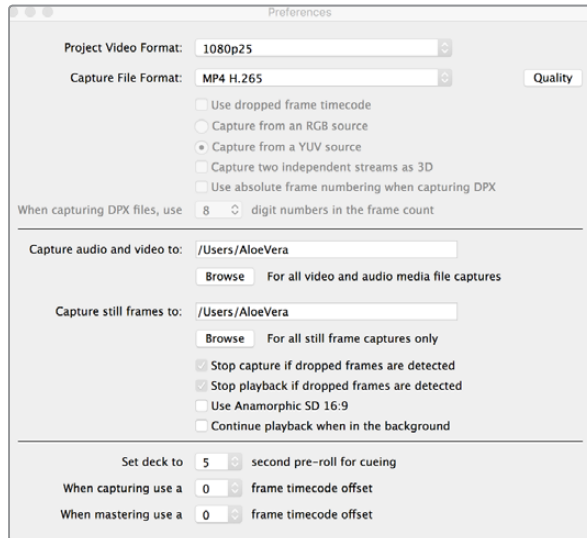 Preferences
Project Video Format: 1080p25
Capture File Format: MP4 H.265 Quality
Use dropped frame timecode
Capture from an RGB source
Capture from a YUV source
Capture two independent streams as 3D
Use absolute frame numbering when capturing DPX
When capturing DPX files, use 8 digit numbers in the frame count
Capture audio and video to: /Users/AloeVera
Browse For all video and audio media file captures
Capture still frames to: /Users/AloeVera
Browse For all still frame captures only
Stop capture if dropped frames are detected
Stop playback if dropped frames are detected
Use Anamorphic SD 16:9
Continue playback when in the background
Set deck to 5 second pre-roll for cueing
When capturing use a 0 frame timecode offset
When mastering use a 0 frame timecode offset